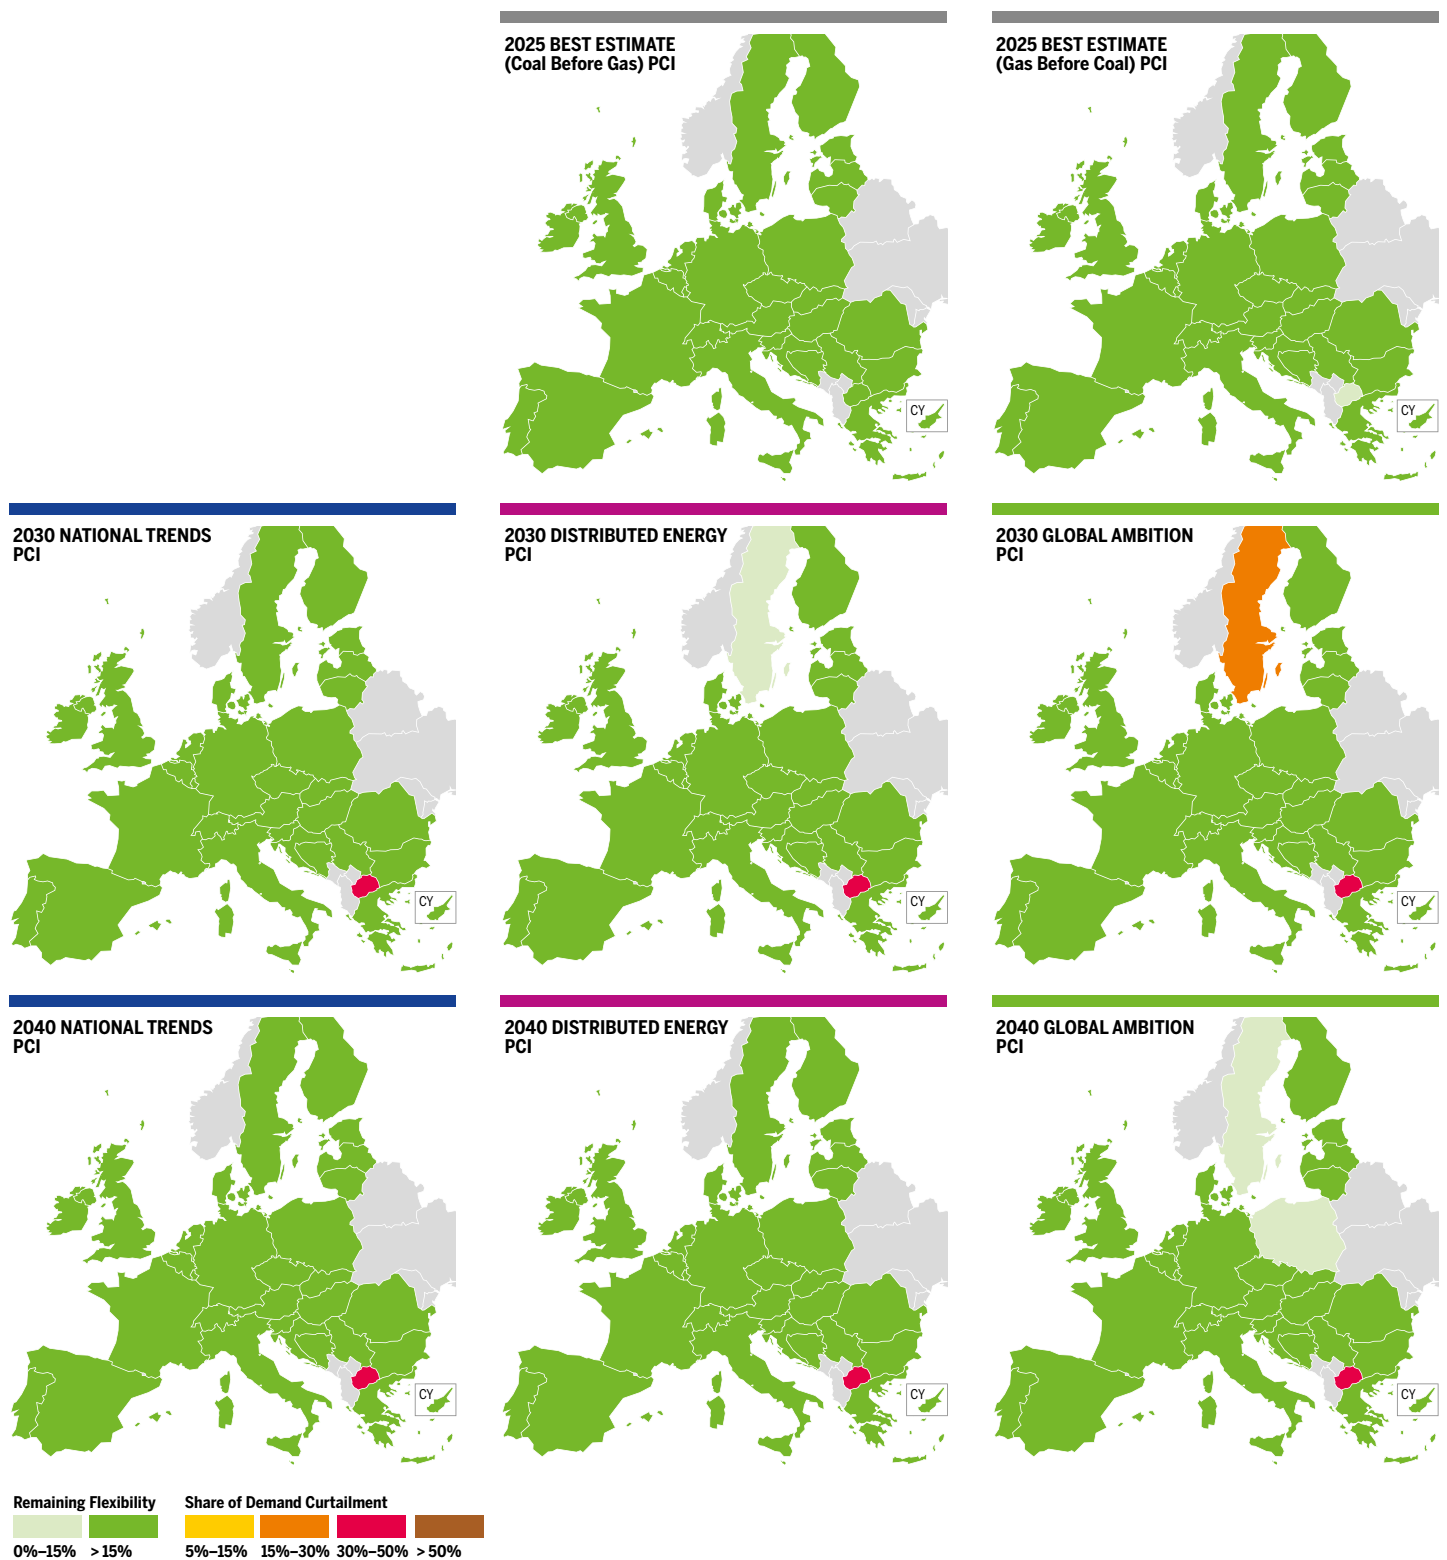 2025 BEST ESTIMATE
(Coal Before Gas) PCI
CY
2025 BEST ESTIMATE
(Gas Before Coal) PCI
CY
2030 NATIONAL TRENDS
PCI
CY
2030 DISTRIBUTED ENERGY
PCI
CY
2030 GLOBAL AMBITION
PCI
CY
2040 NATIONAL TRENDS
PCI
CY
2040 DISTRIBUTED ENERGY
PCI
CY
2040 GLOBAL AMBITION
PCI
CY
Remaining Flexibility
0%–15% > 15%
Share of Demand Curtailment
5%–15% 15%–30% 30%–50% > 50%